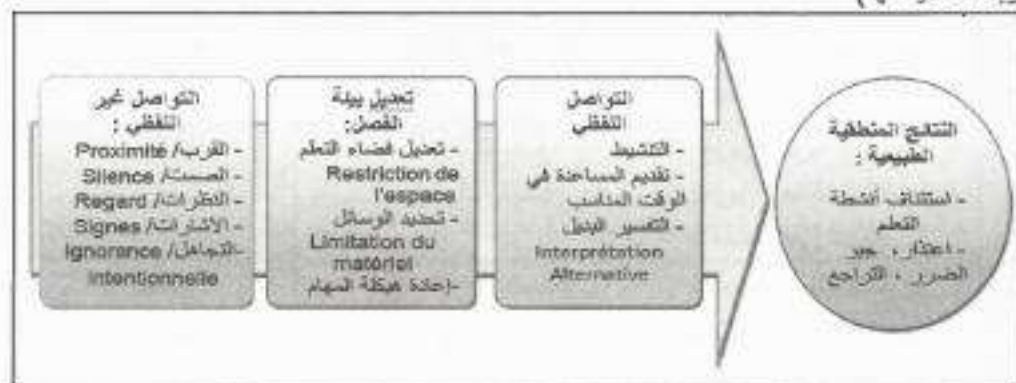 التواصل غير
اللفظي :
- القرب/ Proximité
- الصمت/ Silence
- النظرات/ Regard
- الاشارات/ Signes
- التجاهل/ Ignorance
Intentionnelle
تعديل بيئة
الفصل:
- تعديل فضاء التعلم
Restriction de
l'espace
- تحديد الوسائل
Limitation du
matériel
- إعادة هيكلة المهام
التواصل
اللفظي
- التنشيط
- تقديم المساعدة في
الوقت المناسب
- التفسير البديل
Interprétation
Alternative
النتائج المنطقية
الطبيعية :
- استئناف أنشطة
التعلم
- اعتذار، جبر
الضرر ، التراجع